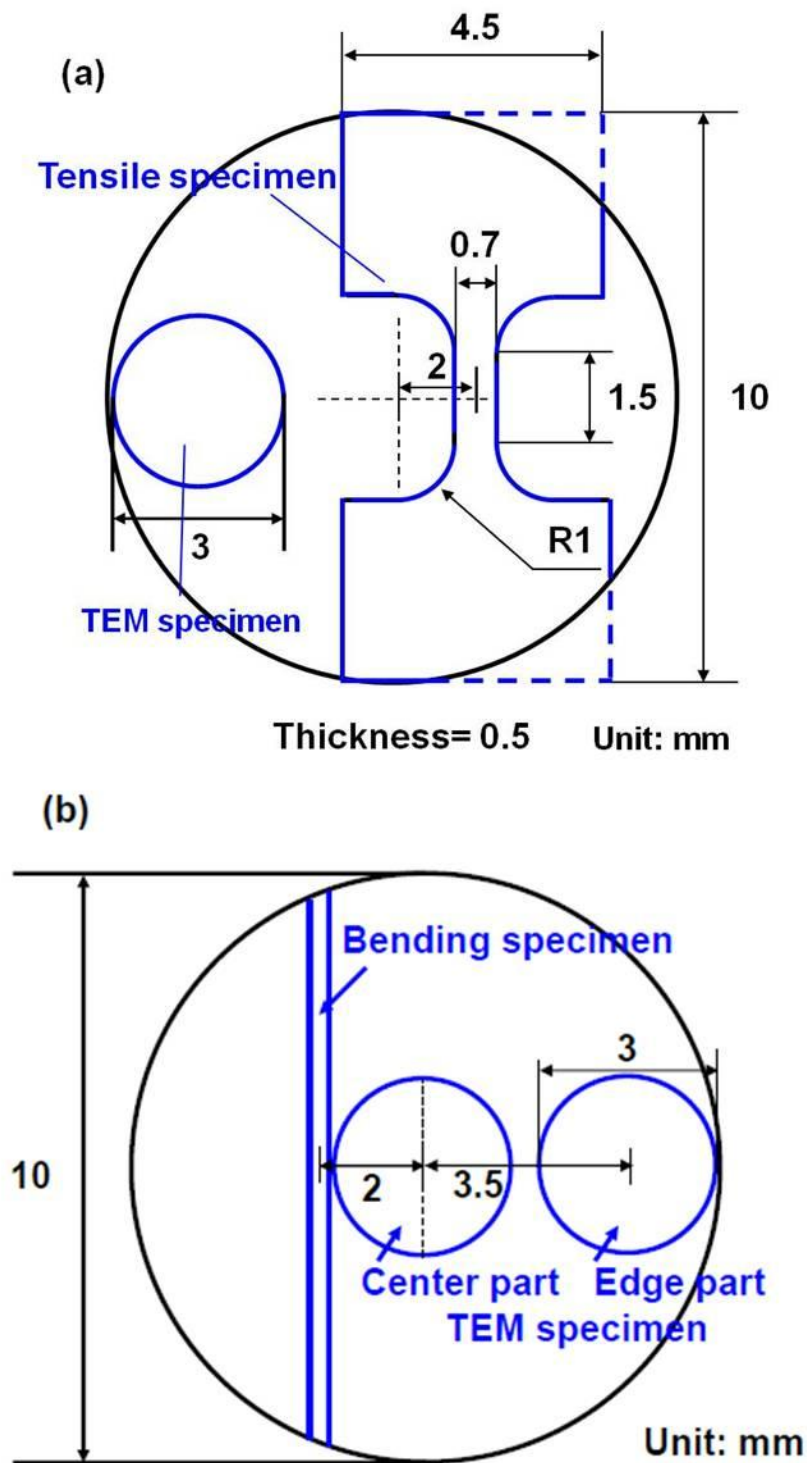 4.5
(a)
Tensile specimen
0.7
2
1.5
10
3
R1
TEM specimen
Thickness= 0.5 Unit: mm
(b)
Bending specimen
3
10
2
3.5
Center part Edge part
TEM specimen
Unit: mm